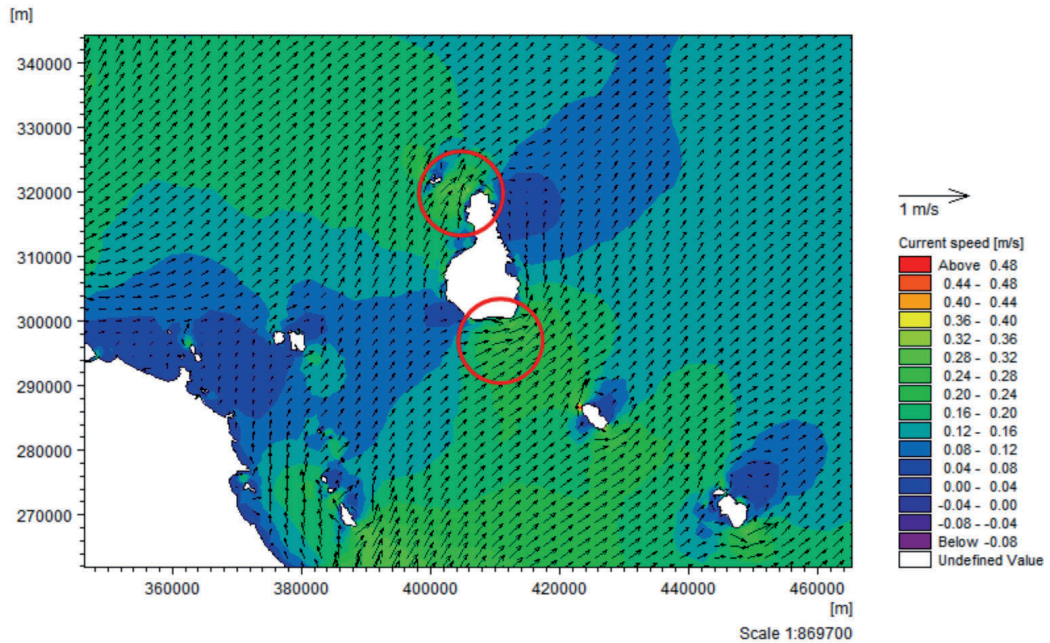 [m]
340000
330000
320000
310000
300000
290000
280000
270000
360000
380000
400000
420000
440000
460000
[m]
Scale 1:869700
1 m/s
Current speed [m/s]
Above 0.48
0.44 - 0.48
0.40 - 0.44
0.36 - 0.40
0.32 - 0.36
0.28 - 0.32
0.24 - 0.28
0.20 - 0.24
0.16 - 0.20
0.12 - 0.16
0.08 - 0.12
0.04 - 0.08
0.00 - 0.04
-0.04 - 0.00
-0.08 - -0.04
Below -0.08
Undefined Value